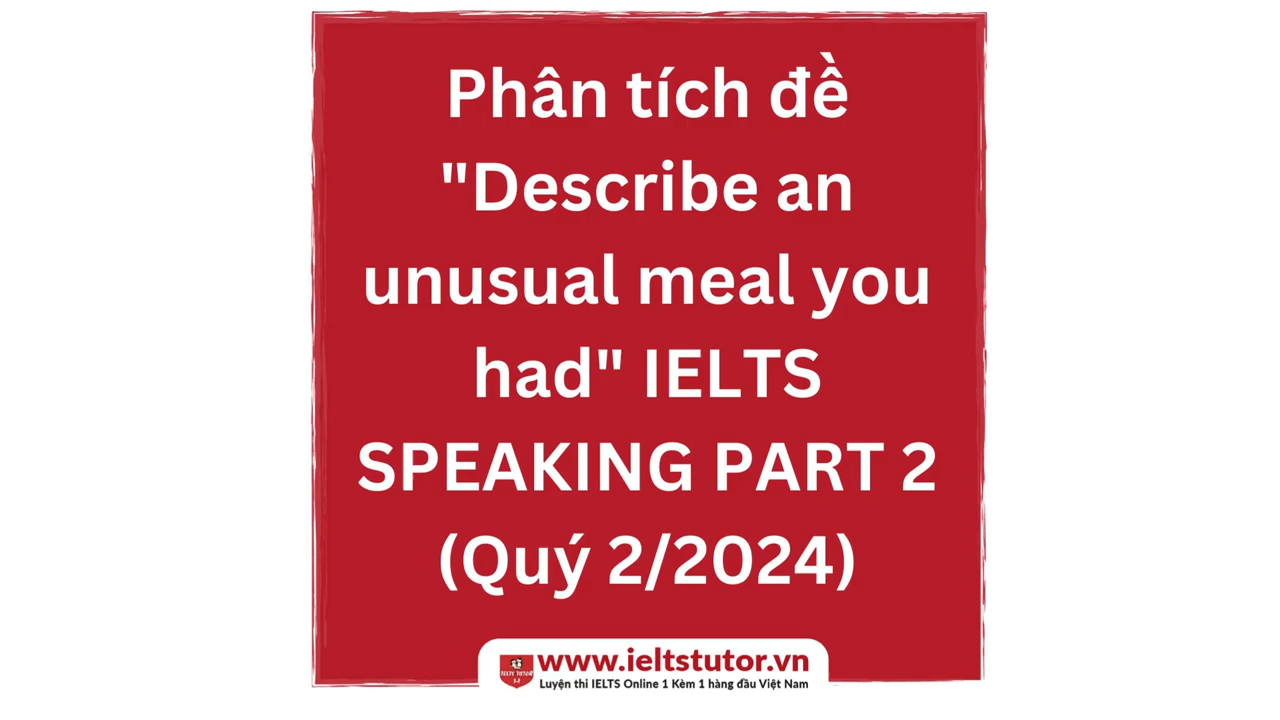 Phân tích đề
"Describe an
unusual meal you
had" IELTS
SPEAKING PART 2
(Quý 2/2024)
www.ieltstutor.vn
Luyện thi IELTS Online 1 Kèm 1 hàng đầu Việt Nam